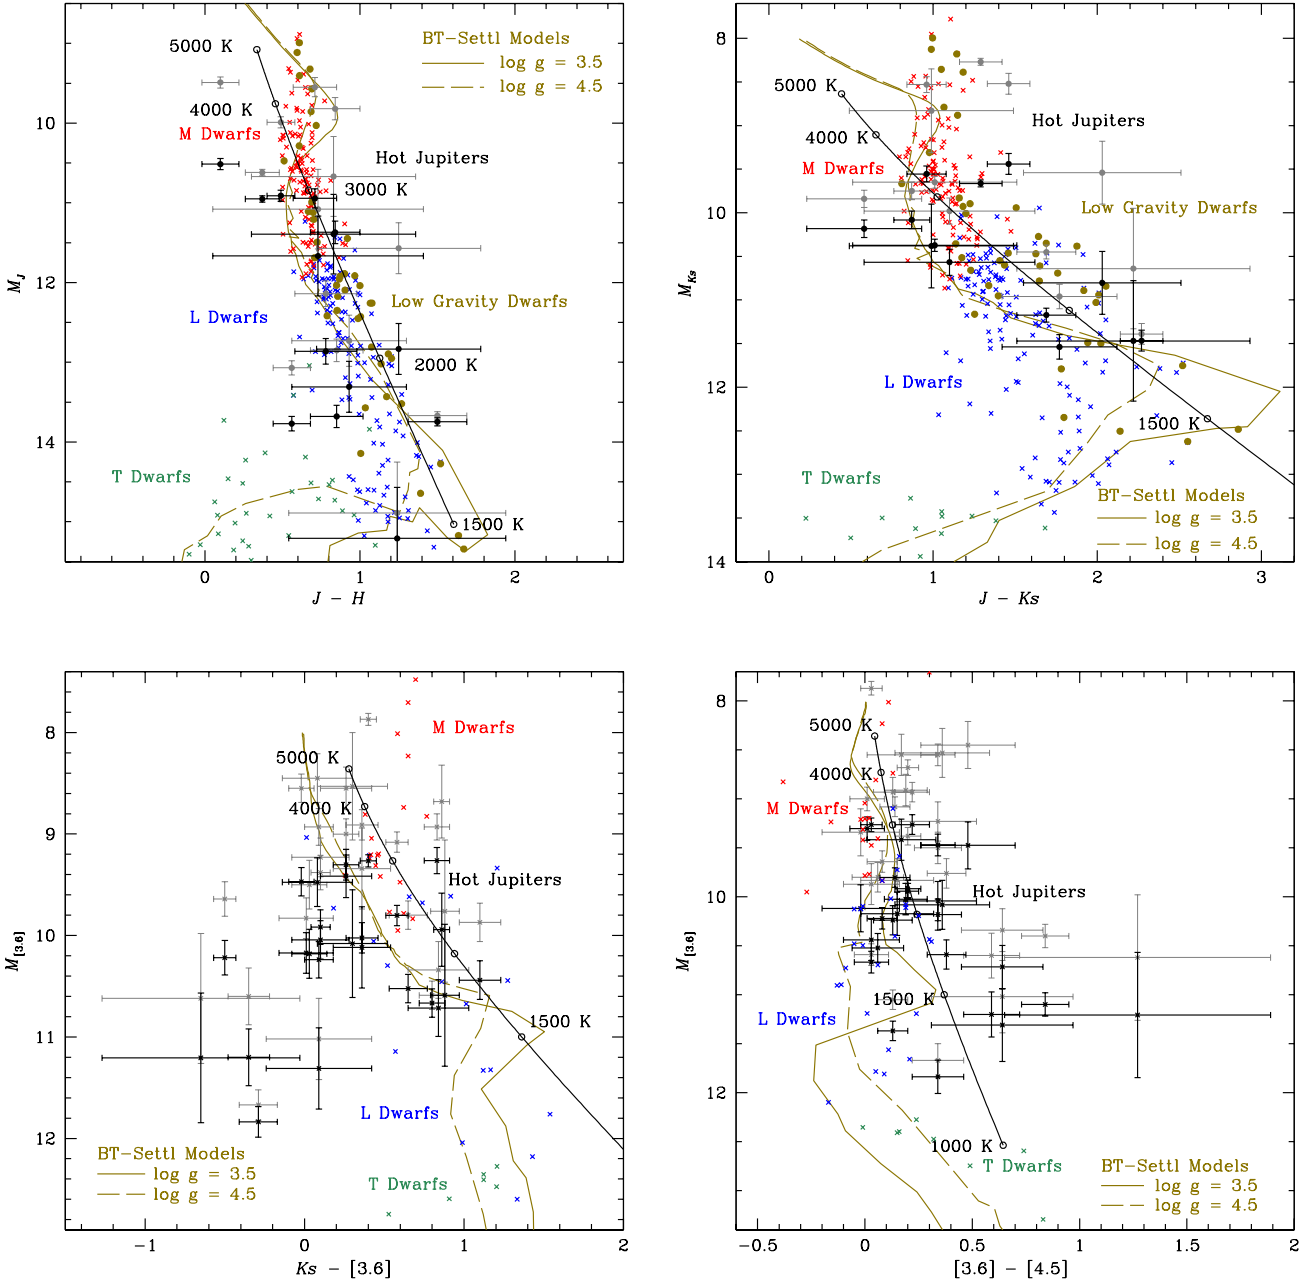 5000 K
BT-Settl Models
log g = 3.5
log g = 4.5
4000 K
M Dwarfs
Hot Jupiters
3000 K
Low Gravity Dwarfs
L Dwarfs
2000 K
T Dwarfs
1500 K
10
12
14
M_J
0
1
2
J − H
8
10
12
14
M_Ks
5000 K
4000 K
Hot Jupiters
M Dwarfs
Low Gravity Dwarfs
L Dwarfs
1500 K
T Dwarfs
BT-Settl Models
log g = 3.5
log g = 4.5
0
1
2
3
J − Ks
8
9
10
11
12
M_[3.6]
M Dwarfs
5000 K
4000 K
Hot Jupiters
1500 K
L Dwarfs
BT-Settl Models
log g = 3.5
log g = 4.5
T Dwarfs
−1
0
1
2
Ks − [3.6]
8
10
12
M_[3.6]
5000 K
4000 K
M Dwarfs
Hot Jupiters
1500 K
L Dwarfs
1000 K
T Dwarfs
BT-Settl Models
log g = 3.5
log g = 4.5
−0.5
0
0.5
1
1.5
2
[3.6] − [4.5]